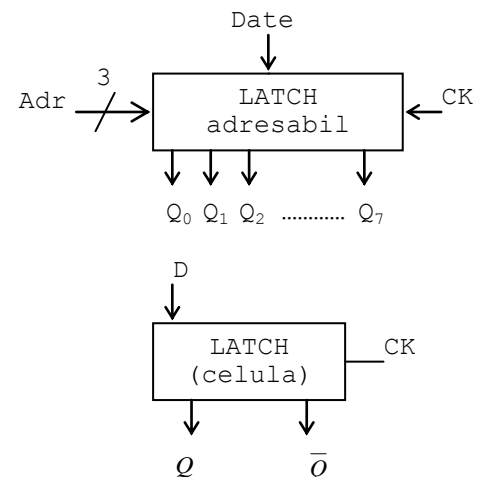 Date
3
Adr
LATCH
adresabil
CK
Q₀ Q₁ Q₂ ............ Q₇
D
LATCH
(celula)
CK
Q Q̅